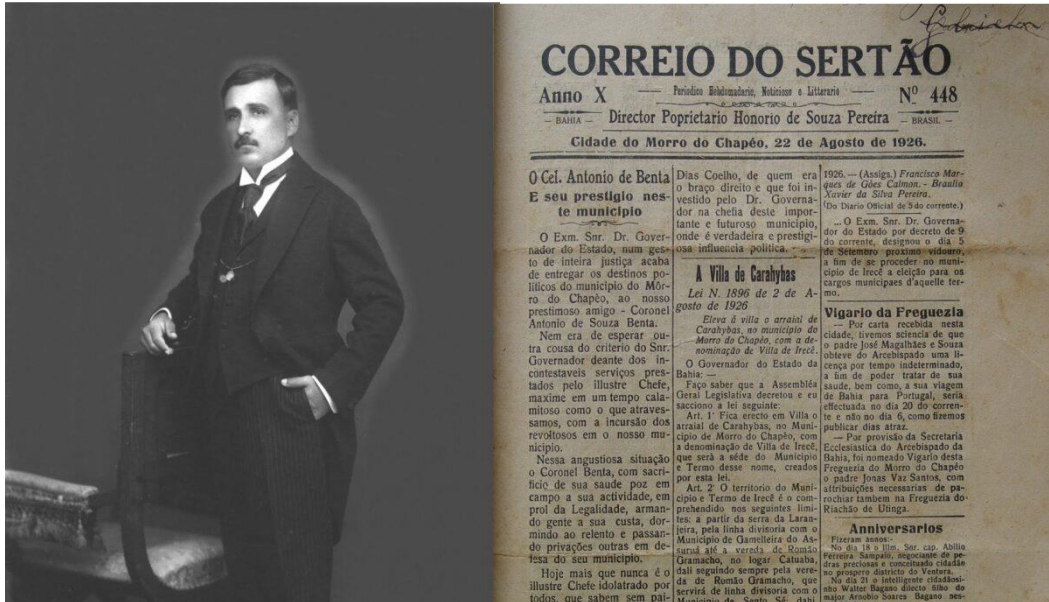 CORREIO DO SERTÃO
Anno X
Periodico Hebdomadario, Noticioso e Litterario
Nº 448
— BAHIA —
Director Poprietario Honorio de Souza Pereira
— BRASIL —
Cidade do Morro do Chapéo, 22 de Agosto de 1926.
O Cel. Antonio de Benta
E seu prestigio nes-
te municipio
O Exm. Snr. Dr. Gover-
nador do Estado, num ges-
to de inteira justiça acaba
de entregar os destinos po-
liticos do municipio do Môr-
ro do Chapéo, ao nosso
prestimoso amigo - Coronel
Antonio de Souza Benta.
Nem era de esperar ou-
tra cousa do criterio do Snr.
Governador deante dos in-
contestaveis serviços pres-
tados pelo illustre Chefe,
maxime em um tempo cala-
mitoso como o que atraves-
samos, com a incursão dos
revoltosos em o nosso mu-
nicipio.
Nessa angustiosa situação
o Coronel Benta, com sacri-
ficio de sua saude poz em
campo a sua actividade, em
prol da Legalidade, arman-
do gente a sua custa, dor-
mindo ao relento e passan-
do privações outras em de-
fesa do seu municipio.
Hoje mais que nunca é o
illustre Chefe idolatrado por
todos, que sabem sem pai-
Dias Coelho, de quem era
o braço direito e que foi in-
vestido pelo Dr. Governa-
dor na chefia deste impor-
tante e futuroso municipio,
onde é verdadeira e prestigi-
osa influencia politica. —
A Villa de Carahybas
Lei N. 1896 de 2 de A-
gosto de 1926
Eleva á villa o arraial de
Carahybas, no municipio do
Morro do Chapéo, com a de-
nominação de Villa de Irecê.
O Governador do Estado da
Bahia: —
Faço saber que a Assembléa
Geral Legislativa decretou e eu
sacciono a lei seguinte:
Art. 1º Fica erecto em Villa o
arraial de Carahybas, no Muni-
cipio de Morro do Chapéo, com
a denominação de Villa de Irecê,
que será a séde do Municipio
e Termo desse nome, creados
por esta lei.
Art. 2º O territorio do Muni-
cipio e Termo de Irecê é o com-
prehendido nos seguintes limi-
tes: a partir da serra da Laran-
jeira, pela linha divisoria com o
Municipio de Gamelleira do As-
suruá até a vereda de Romão
Gramacho, no logar Catuaba,
dali seguindo sempre pela vere-
da de Romão Gramacho, que
servirá de linha divisoria com o
Municipio de Sento Sé, dahi
1926. — (Assigs.) Francisco Mar-
ques de Góes Calmon. - Braulio
Xavier da Silva Pereira.
(Do Diario Official de 5 do corrente.)
— O Exm. Snr. Dr. Governa-
dor do Estado por decreto de 9
do corrente, designou o dia 5
de Setembro proximo vidouro,
a fim de se proceder no muni-
cipio de Irecê a eleição para os
cargos municipaes d'aquelle ter-
mo.
Vigario da Freguezia
— Por carta recebida nesta
cidade, tivemos sciencia de que
o padre José Magalhães e Souza
obteve do Arcebispado uma li-
cença por tempo indeterminado,
a fim de poder tratar de sua
saude, bem como, a sua viagem
de Bahia para Portugal, seria
effectuada no dia 20 do corren-
te e não no dia 6, como fizemos
publicar dias atraz.
— Por provisão da Secretaria
Ecclesiastica do Arcebispado da
Bahia, foi nomeado Vigario desta
Freguezia do Morro do Chapéo
o padre Jonas Vaz Santos, com
attribuições necessarias de pa-
rochiar tambem na Freguezia do
Riachão de Utinga.
Anniversarios
Fizeram annos:-
No dia 18 o Illm. Snr. cap. Abilio
Ferreira Sampaio, negociante de pe-
dras preciosas e conceituado cidadão
no prospero districto do Ventura.
No dia 21 o intelligente cidadãosi-
nho Walter Bagano dilecto filho do
major Arnobio Soares Bagano nes-